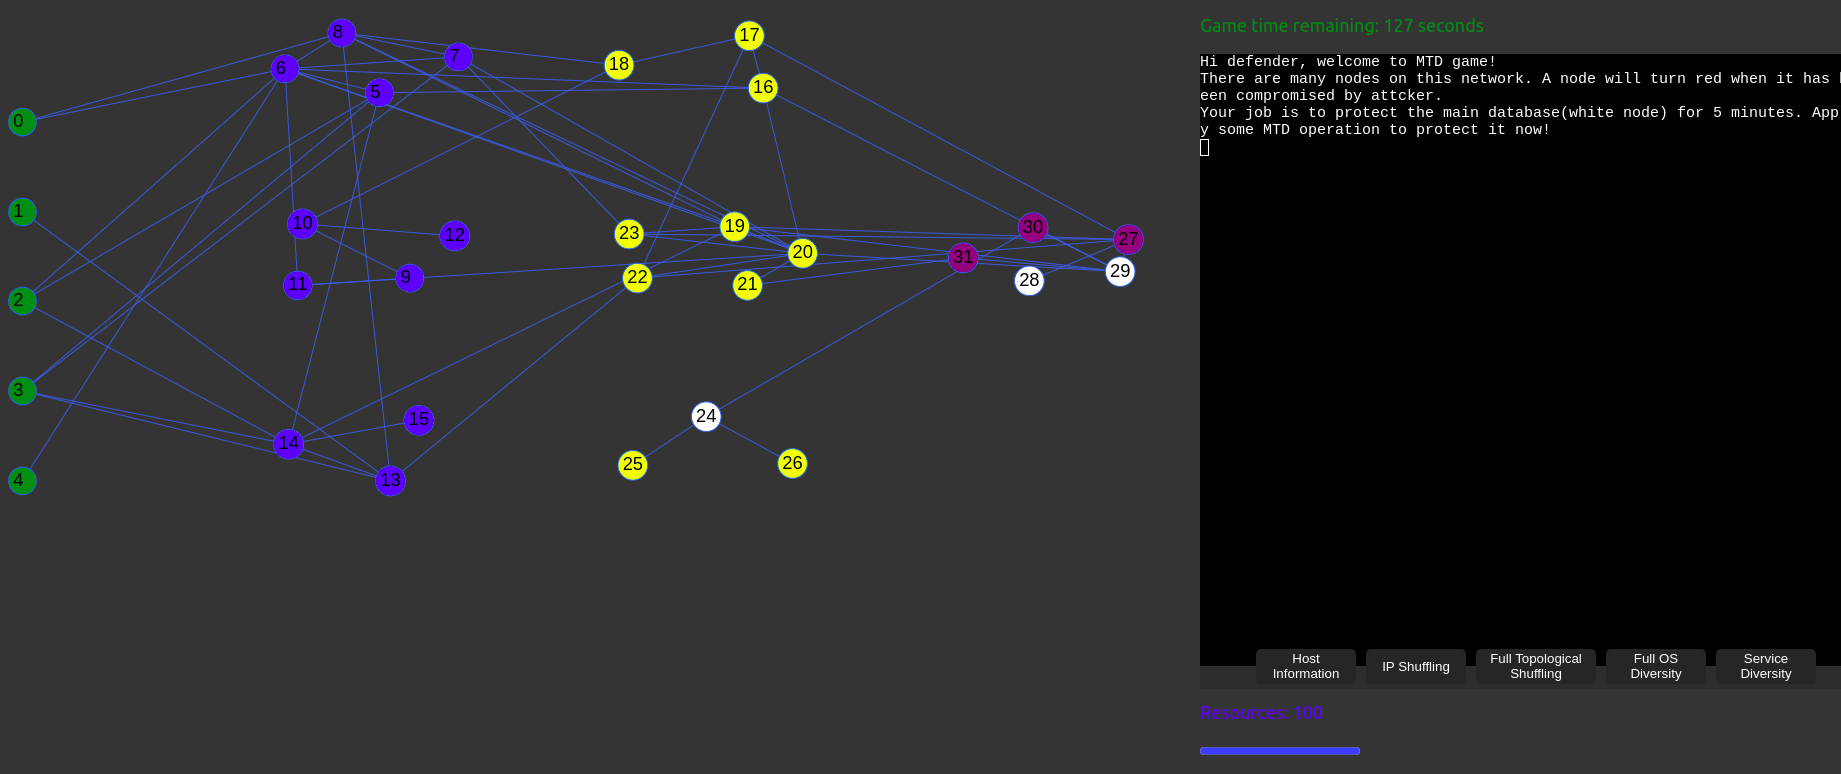 Game time remaining: 127 seconds
Hi defender, welcome to MTD game!
There are many nodes on this network. A node will turn red when it has b
een compromised by attcker.
Your job is to protect the main database(white node) for 5 minutes. App
y some MTD operation to protect it now!
8
17
7
18
6
5
16
0
1
10
12
23
19
30
27
20
31
22
9
11
21
28
29
2
3
24
15
14
25
26
4
13
Host
Information
IP Shuffling
Full Topological
Shuffling
Full OS
Diversity
Service
Diversity
Resources: 100